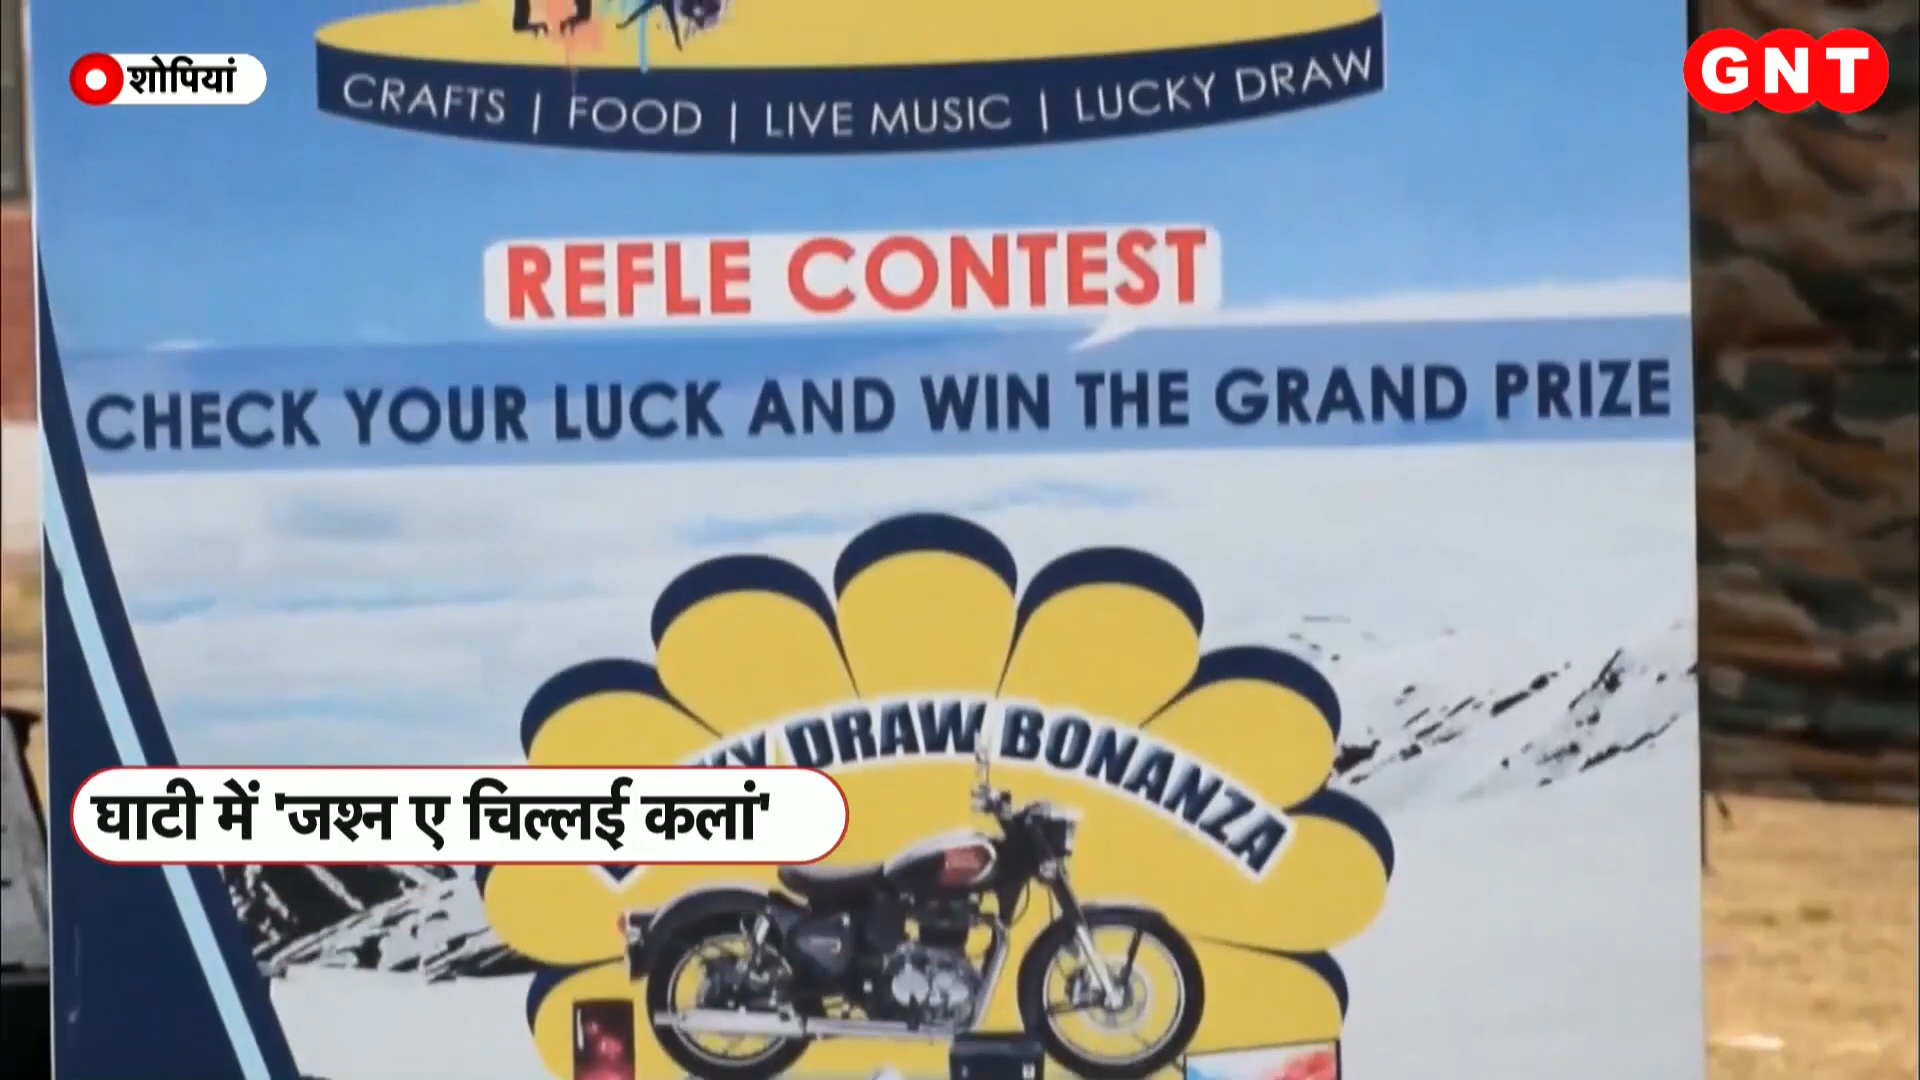 शोपियां
GNT
CRAFTS | FOOD | LIVE MUSIC | LUCKY DRAW
REFLE CONTEST
CHECK YOUR LUCK AND WIN THE GRAND PRIZE
DRAW BONANZA
घाटी में 'जश्न ए चिल्लई कलां'